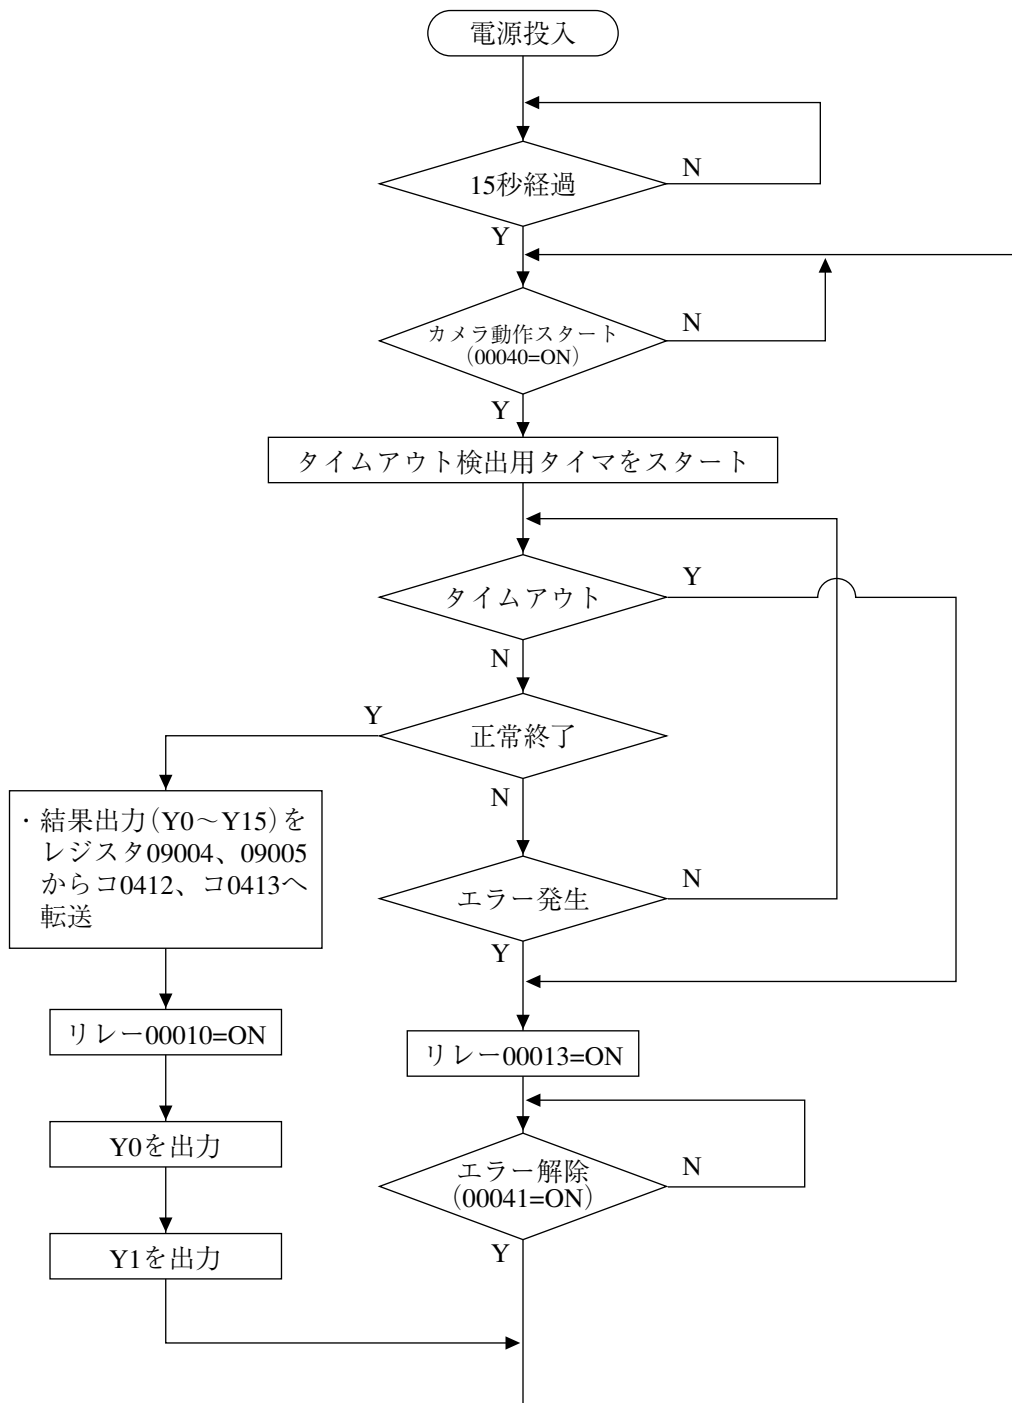 電源投入
15秒経過
N
Y
カメラ動作スタート
(00040=ON)
N
Y
タイムアウト検出用タイマをスタート
タイムアウト
Y
N
正常終了
Y
N
・結果出力(Y0～Y15)を
レジスタ09004、09005
からコ0412、コ0413へ
転送
エラー発生
N
Y
リレー00010=ON
リレー00013=ON
Y0を出力
エラー解除
(00041=ON)
N
Y
Y1を出力